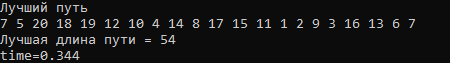 Лучший путь
7 5 20 18 19 12 10 4 14 8 17 15 11 1 2 9 3 16 13 6 7
Лучшая длина пути = 54
time=0.344